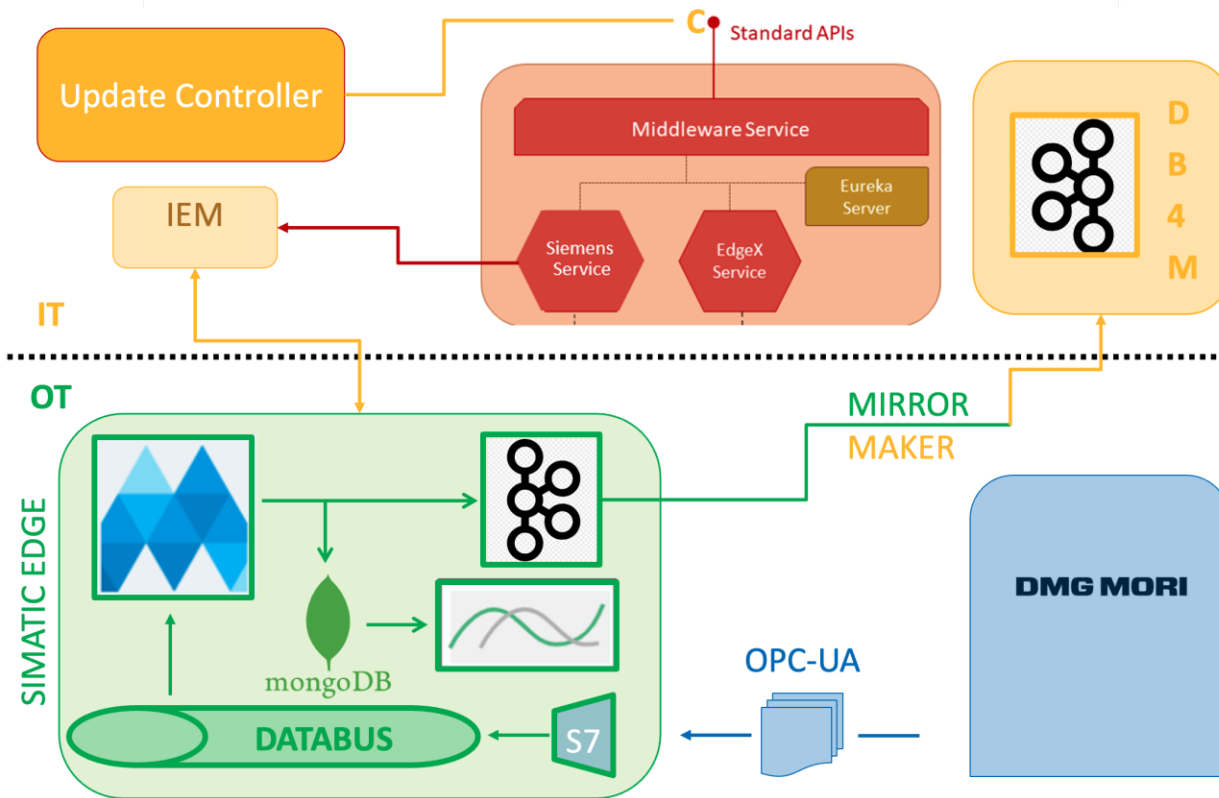 C
Standard APIs
Update Controller
Middleware Service
D
B
4
M
Eureka
Server
IEM
Siemens
Service
EdgeX
Service
IT
OT
MIRROR
MAKER
SIMATIC EDGE
mongoDB
DMG MORI
OPC-UA
DATABUS
S7